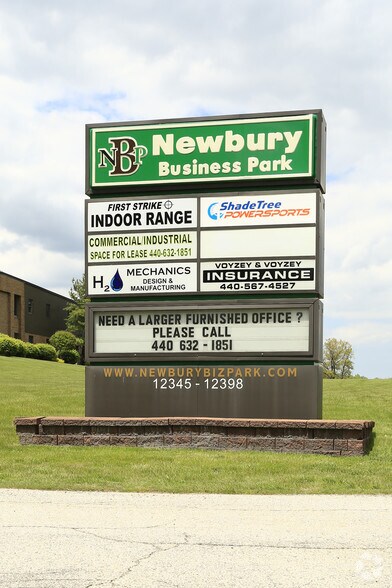 NBP
Newbury
Business Park
FIRST STRIKE
INDOOR RANGE
ShadeTree
POWERSPORTS
COMMERCIAL/INDUSTRIAL
SPACE FOR LEASE 440-632-1851
H2O
MECHANICS
DESIGN &
MANUFACTURING
VOYZEY & VOYZEY
INSURANCE
440-567-4527
NEED A LARGER FURNISHED OFFICE ?
PLEASE CALL
440 632 - 1851
WWW.NEWBURYBIZPARK.COM
12345 - 12398